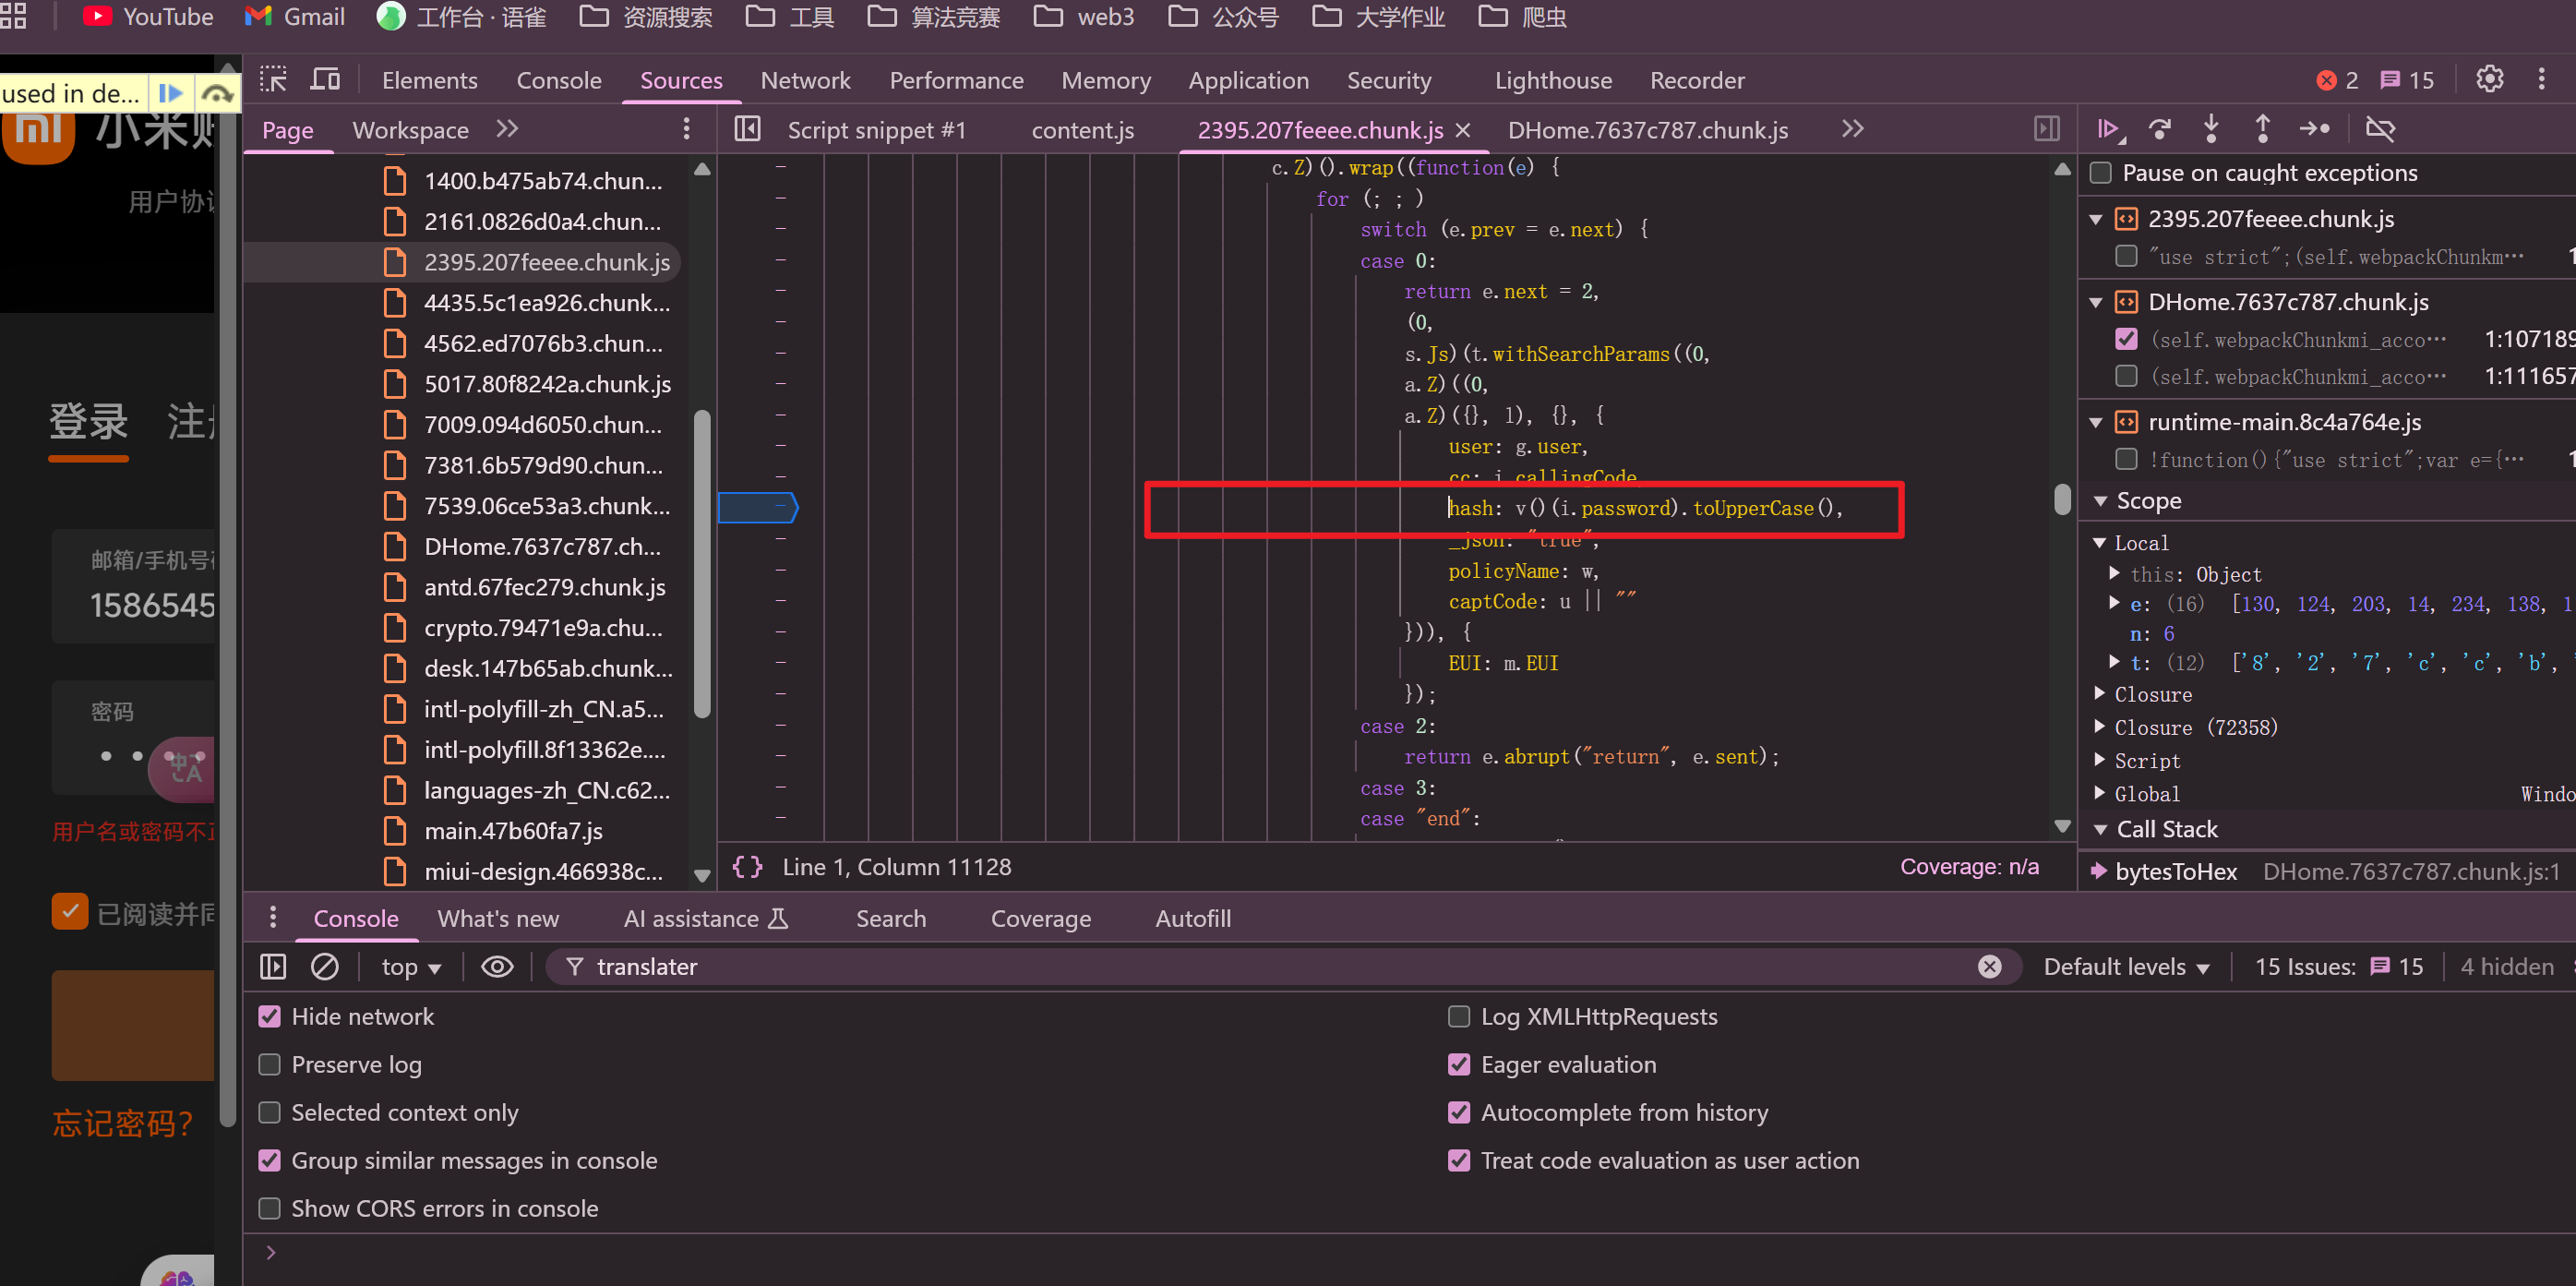 YouTube Gmail 工作台 · 语雀 资源搜索 工具 算法竞赛 web3 公众号 大学作业 爬虫
used in de...
小米账
用户协议
登录 注册
邮箱/手机号码
1586545
密码
用户名或密码不正
已阅读并同
忘记密码?
Elements Console Sources Network Performance Memory Application Security Lighthouse Recorder 2 15
Page Workspace
1400.b475ab74.chun...
2161.0826d0a4.chun...
2395.207feeee.chunk.js
4435.5c1ea926.chunk...
4562.ed7076b3.chun...
5017.80f8242a.chunk.js
7009.094d6050.chun...
7381.6b579d90.chun...
7539.06ce53a3.chunk...
DHome.7637c787.ch...
antd.67fec279.chunk.js
crypto.79471e9a.chu...
desk.147b65ab.chunk...
intl-polyfill-zh_CN.a5...
intl-polyfill.8f13362e....
languages-zh_CN.c62...
main.47b60fa7.js
miui-design.466938c...
Script snippet #1 content.js 2395.207feeee.chunk.js DHome.7637c787.chunk.js
c.Z)().wrap((function(e) {
for (; ; )
switch (e.prev = e.next) {
case 0:
return e.next = 2,
(0,
s.Js)(t.withSearchParams((0,
a.Z)((0,
a.Z)({}, l), {}, {
user: g.user,
cc: i.callingCode,
hash: v()(i.password).toUpperCase(),
_json: "true",
policyName: w,
captCode: u || ""
})), {
EUI: m.EUI
});
case 2:
return e.abrupt("return", e.sent);
case 3:
case "end":
{} Line 1, Column 11128 Coverage: n/a
Pause on caught exceptions
2395.207feeee.chunk.js
"use strict";(self.webpackChunkm… 1
DHome.7637c787.chunk.js
(self.webpackChunkmi_acco… 1:107189
(self.webpackChunkmi_acco… 1:111657
runtime-main.8c4a764e.js
!function(){"use strict";var e={… 1
Scope
Local
this: Object
e: (16) [130, 124, 203, 14, 234, 138, 1
n: 6
t: (12) ['8', '2', '7', 'c', 'c', 'b', '
Closure
Closure (72358)
Script
Global Windo
Call Stack
bytesToHex DHome.7637c787.chunk.js:1
Console What's new AI assistance Search Coverage Autofill
top translater Default levels 15 Issues: 15 4 hidden
Hide network Log XMLHttpRequests
Preserve log Eager evaluation
Selected context only Autocomplete from history
Group similar messages in console Treat code evaluation as user action
Show CORS errors in console